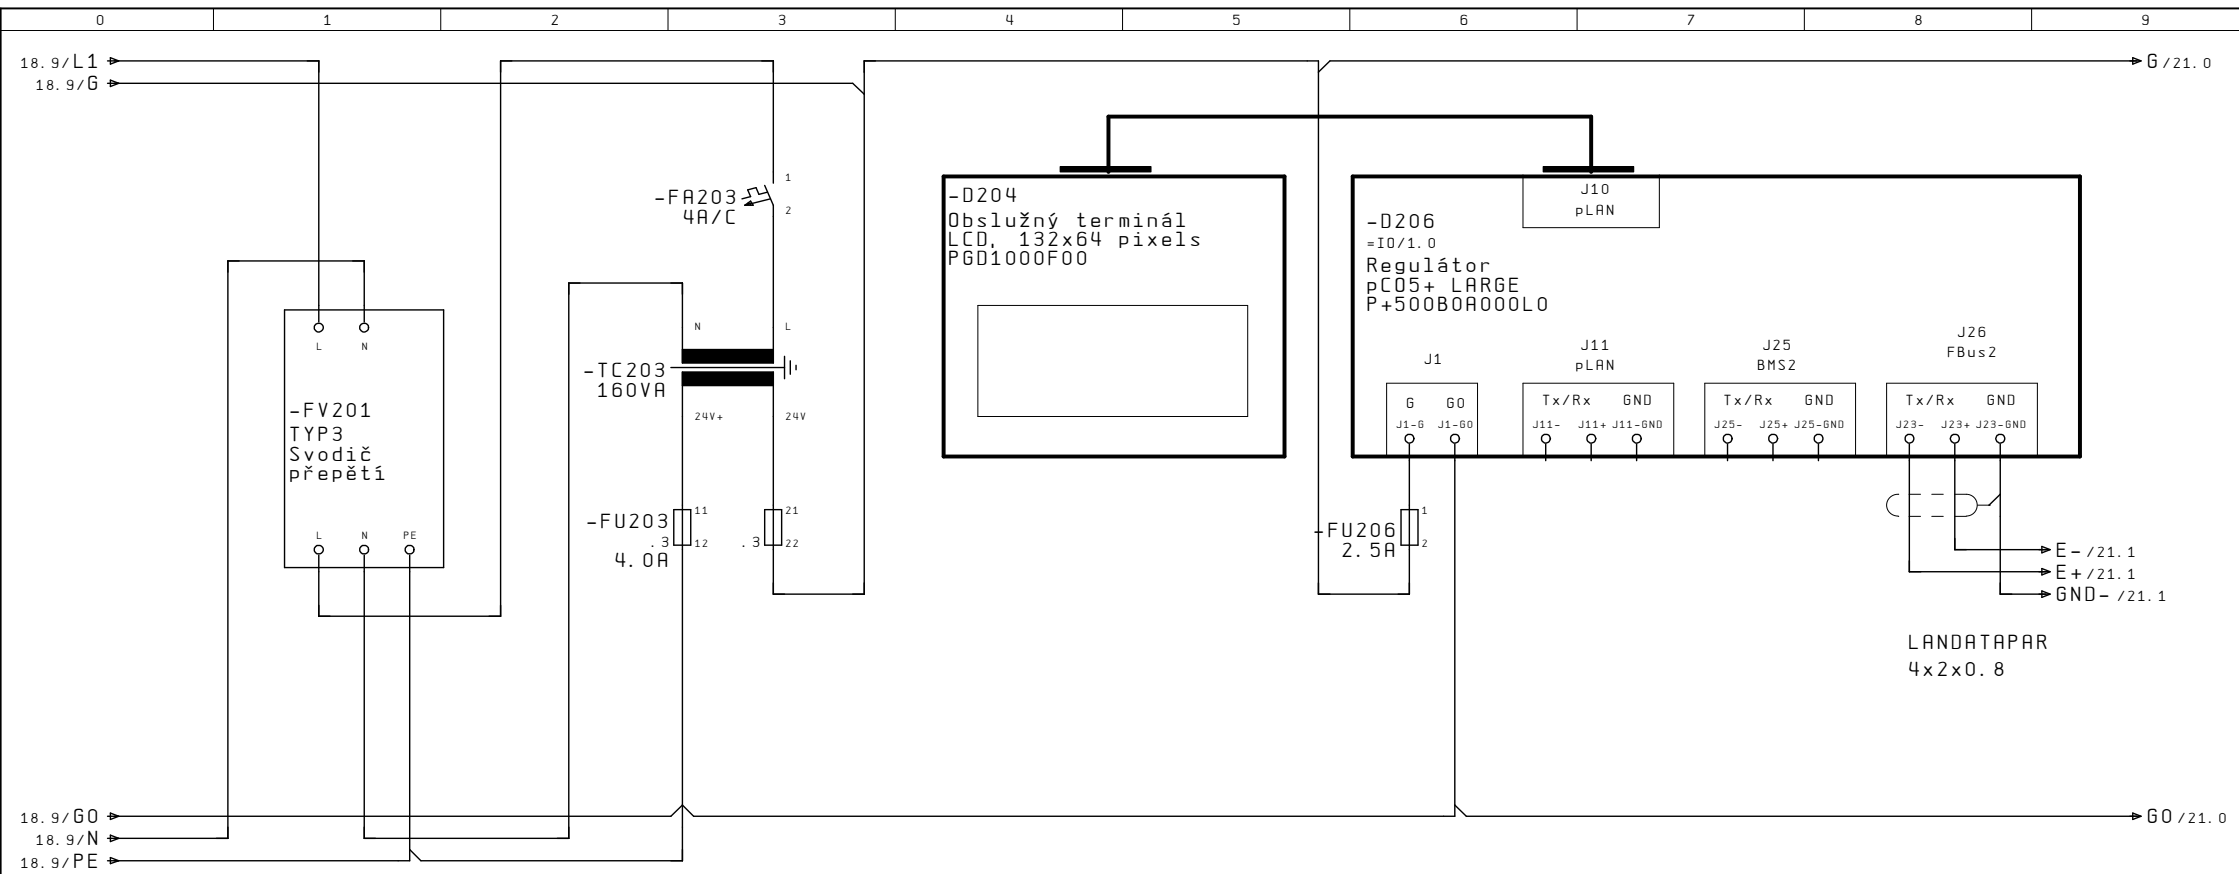 0 1 2 3 4 5 6 7 8 9
18.9/L1
18.9/G
G/21.0
-FA203
4A/C
1
2
-D204
Obslužný terminál
LCD, 132x64 pixels
PGD1000F00
J10
pLAN
-D206
=IO/1.0
Regulátor
pCO5+ LARGE
P+500B0A000L0
L N
-FV201
TYP3
Svodič
přepětí
L N PE
N L
-TC203
160VA
24V+ 24V
-FU203
.3
4.0A
11
12
.3
21
22
J1
G G0
J1-G J1-G0
J11
pLAN
Tx/Rx GND
J11- J11+ J11-GND
J25
BMS2
Tx/Rx GND
J25- J25+ J25-GND
J26
FBus2
Tx/Rx GND
J23- J23+ J23-GND
-FU206
2.5A
1
2
E-/21.1
E+/21.1
GND-/21.1
LANDATAPAR
4x2x0.8
18.9/G0
18.9/N
18.9/PE
G0/21.0